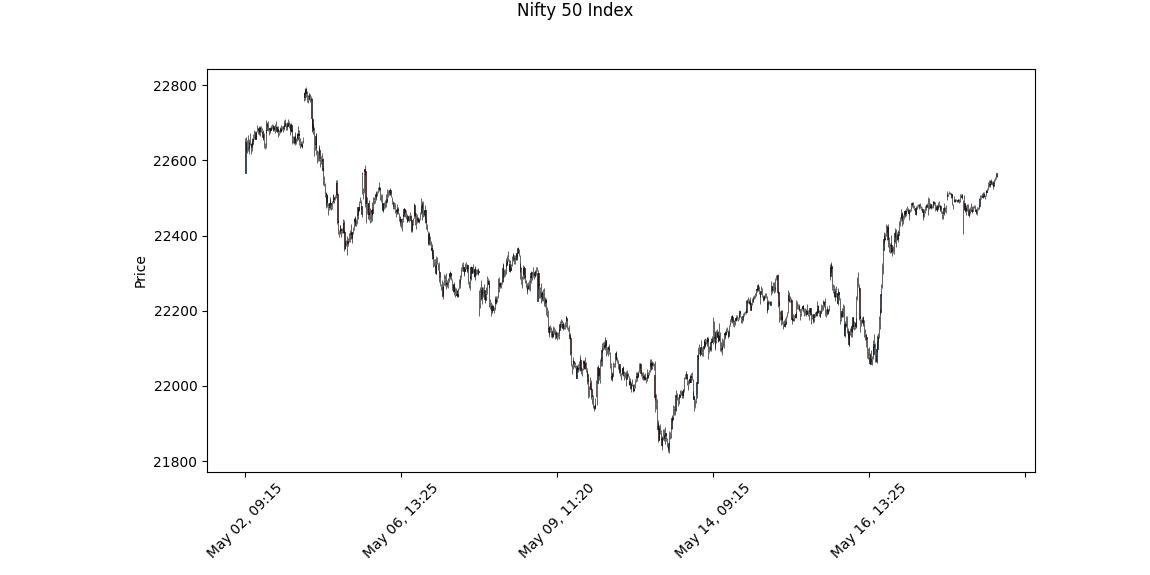 Nifty 50 Index
Price
22800
22600
22400
22200
22000
21800
May 02, 09:15
May 06, 13:25
May 09, 11:20
May 14, 09:15
May 16, 13:25